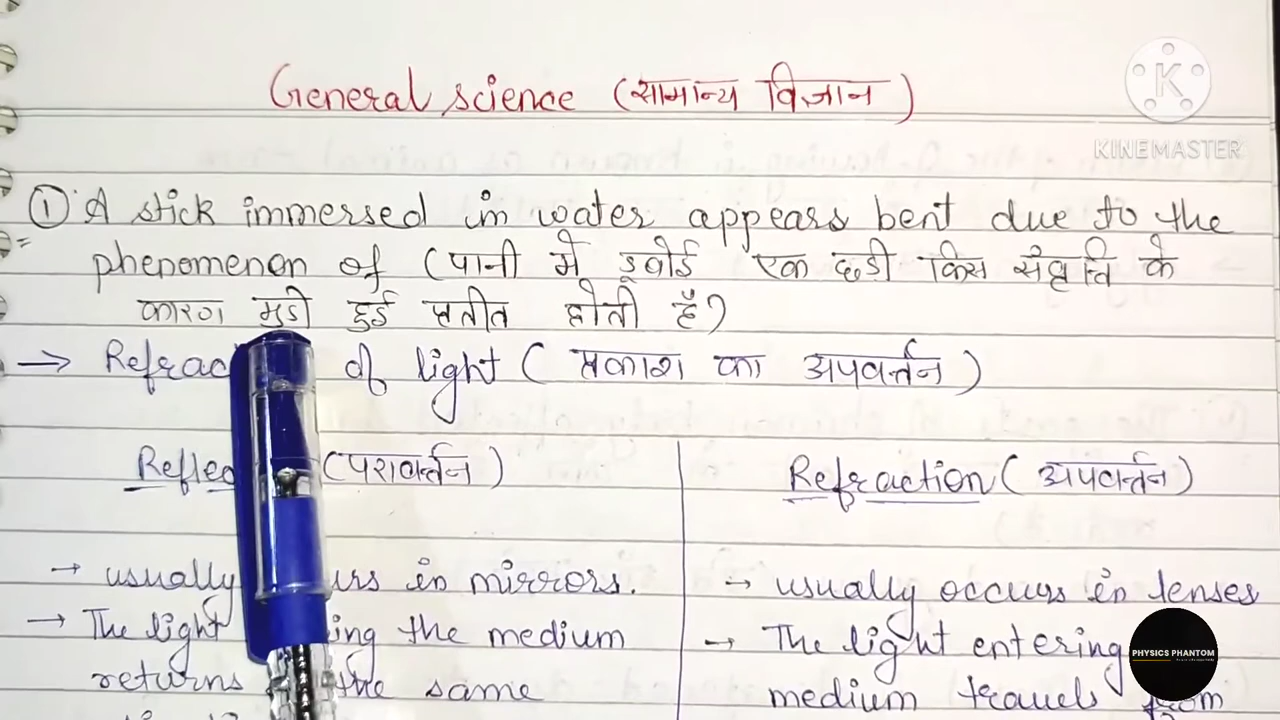 General science (सामान्य विज्ञान)
K
KINEMASTER
① A stick immersed in water appears bent due to the
phenomenon of (पानी में डूबोई एक छडी किस संवृत्ति के
कारण मुडी हुई प्रतीत होती है?)
→ Refrac of light ( प्रकाश का अपवर्त्तन )
Reflec (परावर्त्तन)
→ usually urs in mirrors.
→ The light ing the medium
returns the same
Refraction ( अपवर्त्तन )
→ usually occurs in lenses
→ The light entering
medium travels from
PHYSICS PHANTOM